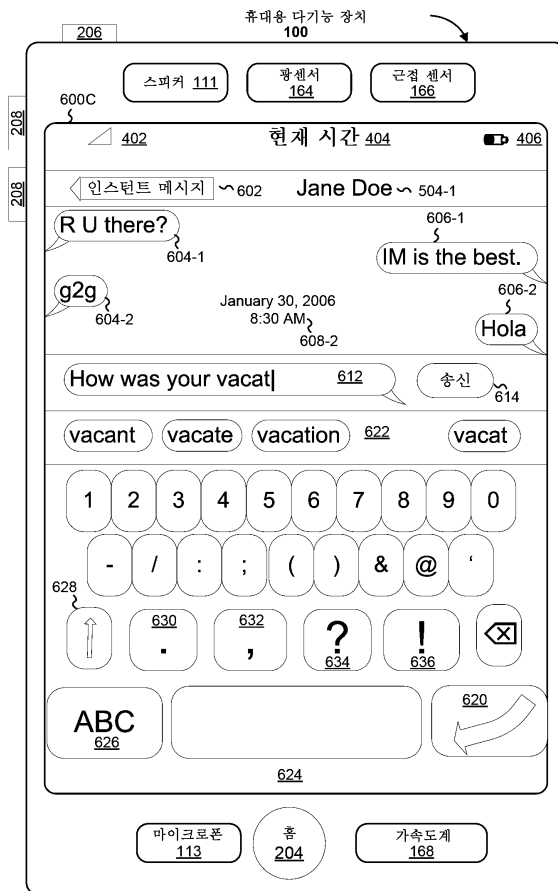 휴대용 다기능 장치
100
206
스피커 111
광센서
164
근접 센서
166
600C
208
208
402
현재 시간 404
406
인스턴트 메시지 602
Jane Doe 504-1
R U there?
604-1
606-1
IM is the best.
g2g
604-2
January 30, 2006
8:30 AM
608-2
606-2
Hola
How was your vacat 612
송신
614
vacant vacate vacation 622 vacat
1 2 3 4 5 6 7 8 9 0
- / : ; ( ) & @ ‘
628
630
.
632
,
?
634
!
636
ABC
626
620
624
마이크로폰
113
홈
204
가속도계
168